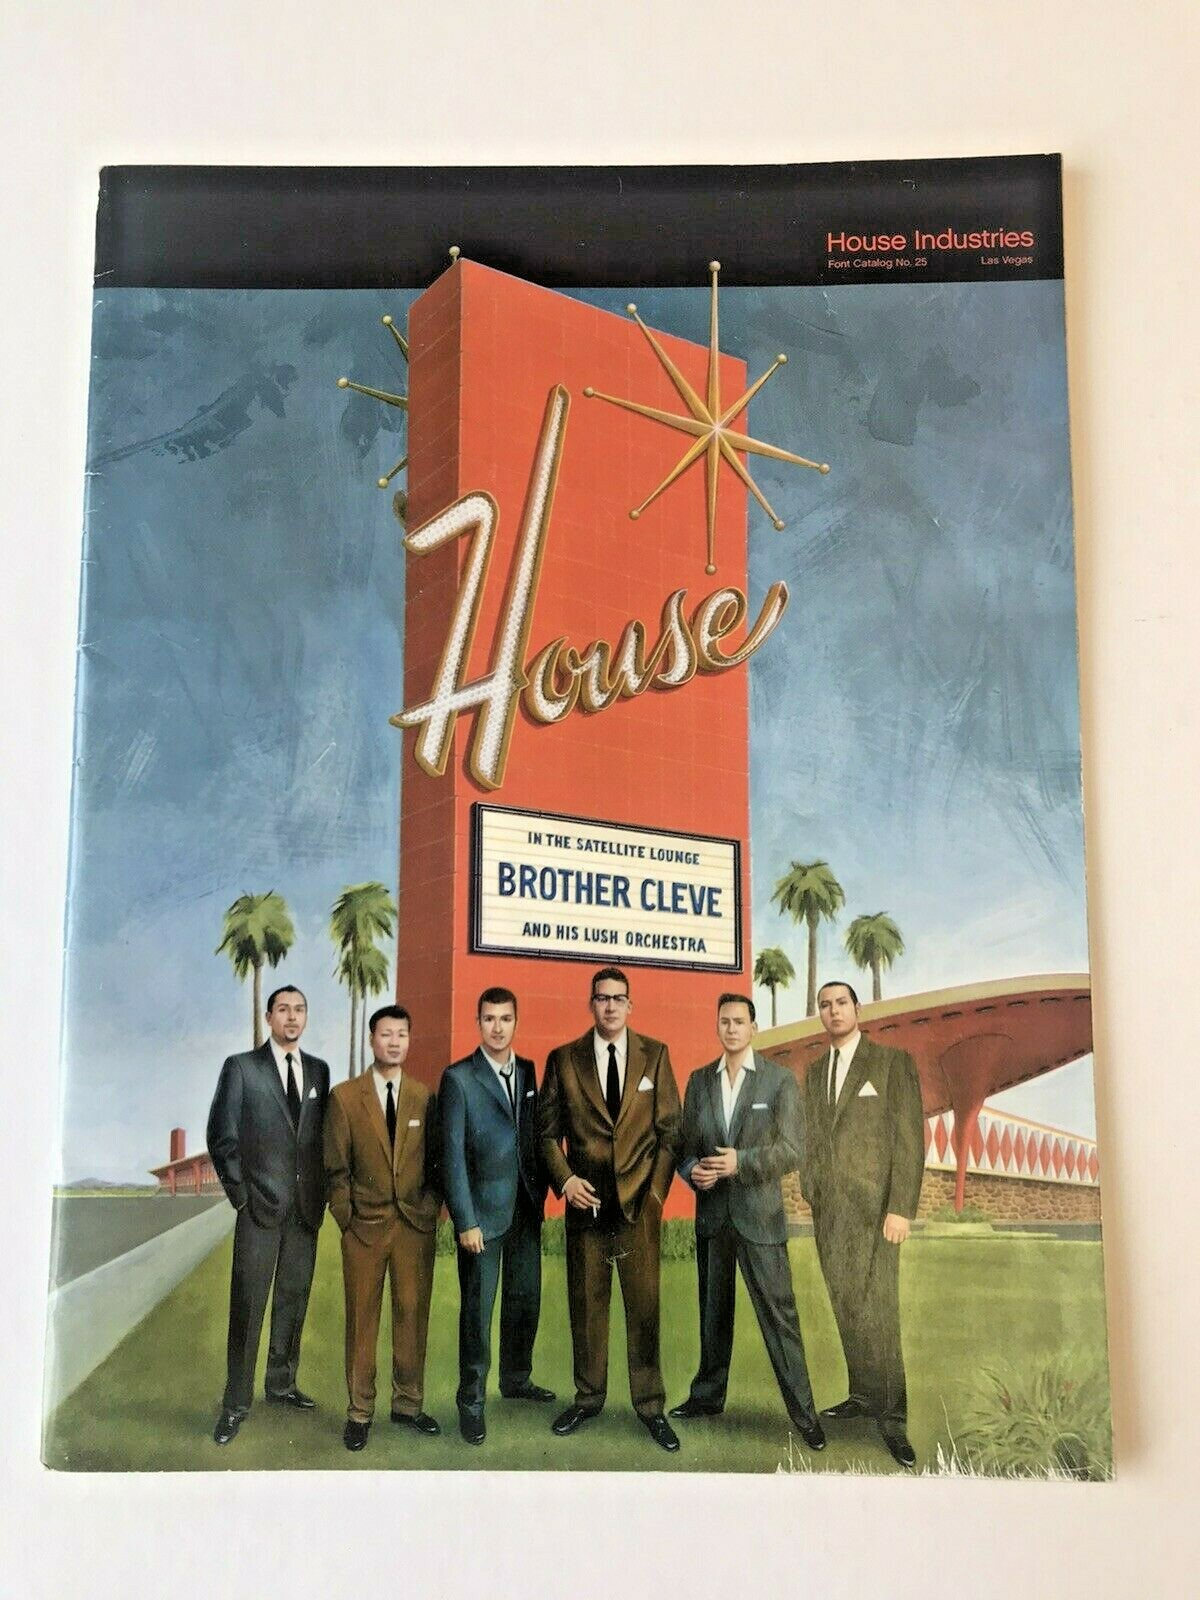 House Industries
Font Catalog No. 25 Las Vegas
House
IN THE SATELLITE LOUNGE
BROTHER CLEVE
AND HIS LUSH ORCHESTRA